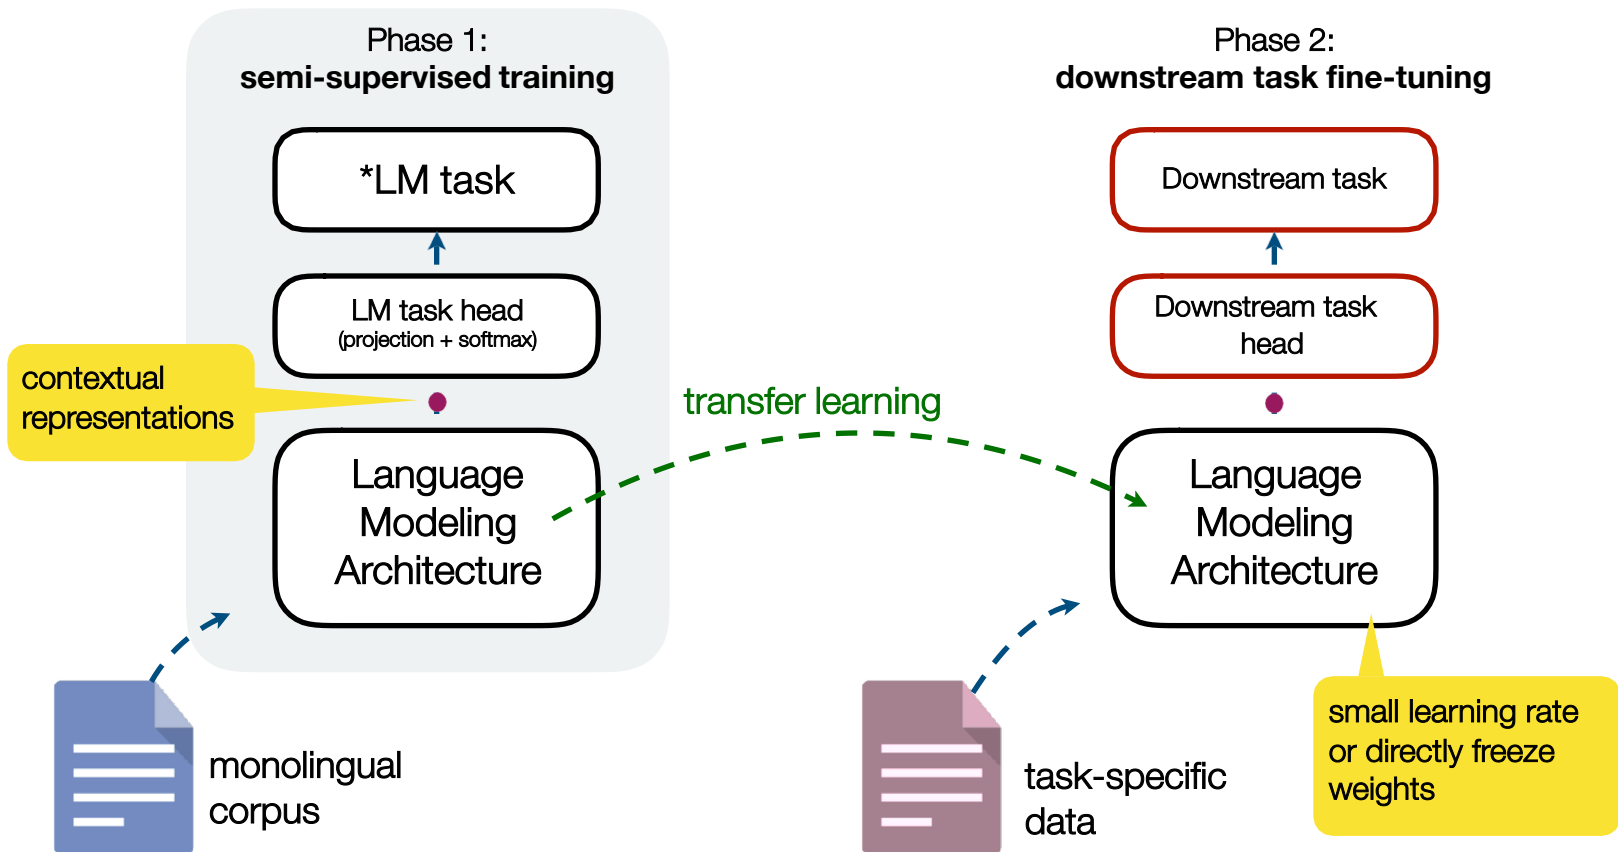 Phase 1:
semi-supervised training
*LM task
LM task head
(projection + softmax)
contextual
representations
Language
Modeling
Architecture
monolingual
corpus
transfer learning
Phase 2:
downstream task fine-tuning
Downstream task
Downstream task
head
Language
Modeling
Architecture
small learning rate
or directly freeze
weights
task-specific
data